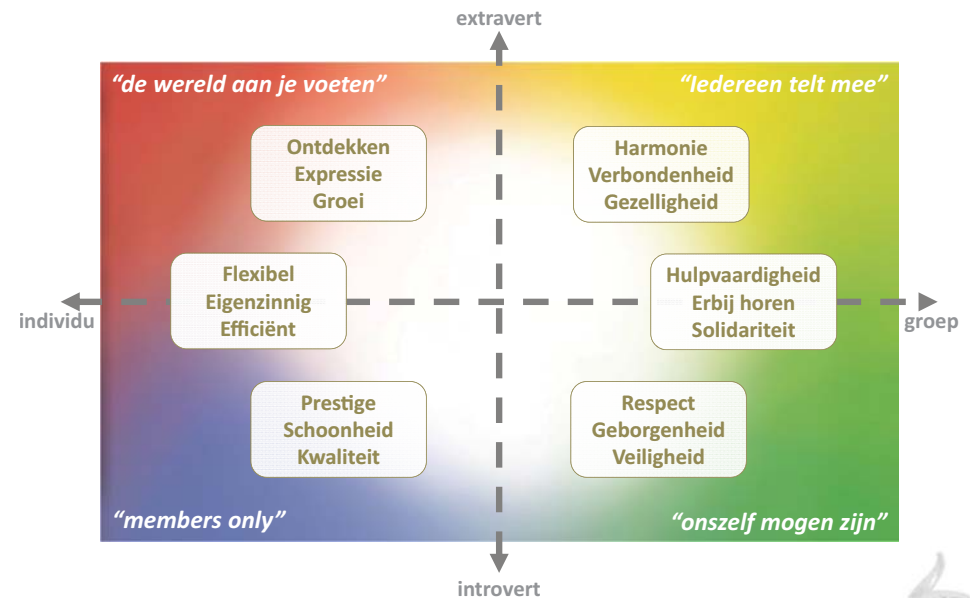 extravert
“de wereld aan je voeten”
“Iedereen telt mee”
Ontdekken
Expressie
Groei
Harmonie
Verbondenheid
Gezelligheid
Flexibel
Eigenzinnig
Efficiënt
Hulpvaardigheid
Erbij horen
Solidariteit
individu
groep
Prestige
Schoonheid
Kwaliteit
Respect
Geborgenheid
Veiligheid
“members only”
“onszelf mogen zijn”
introvert